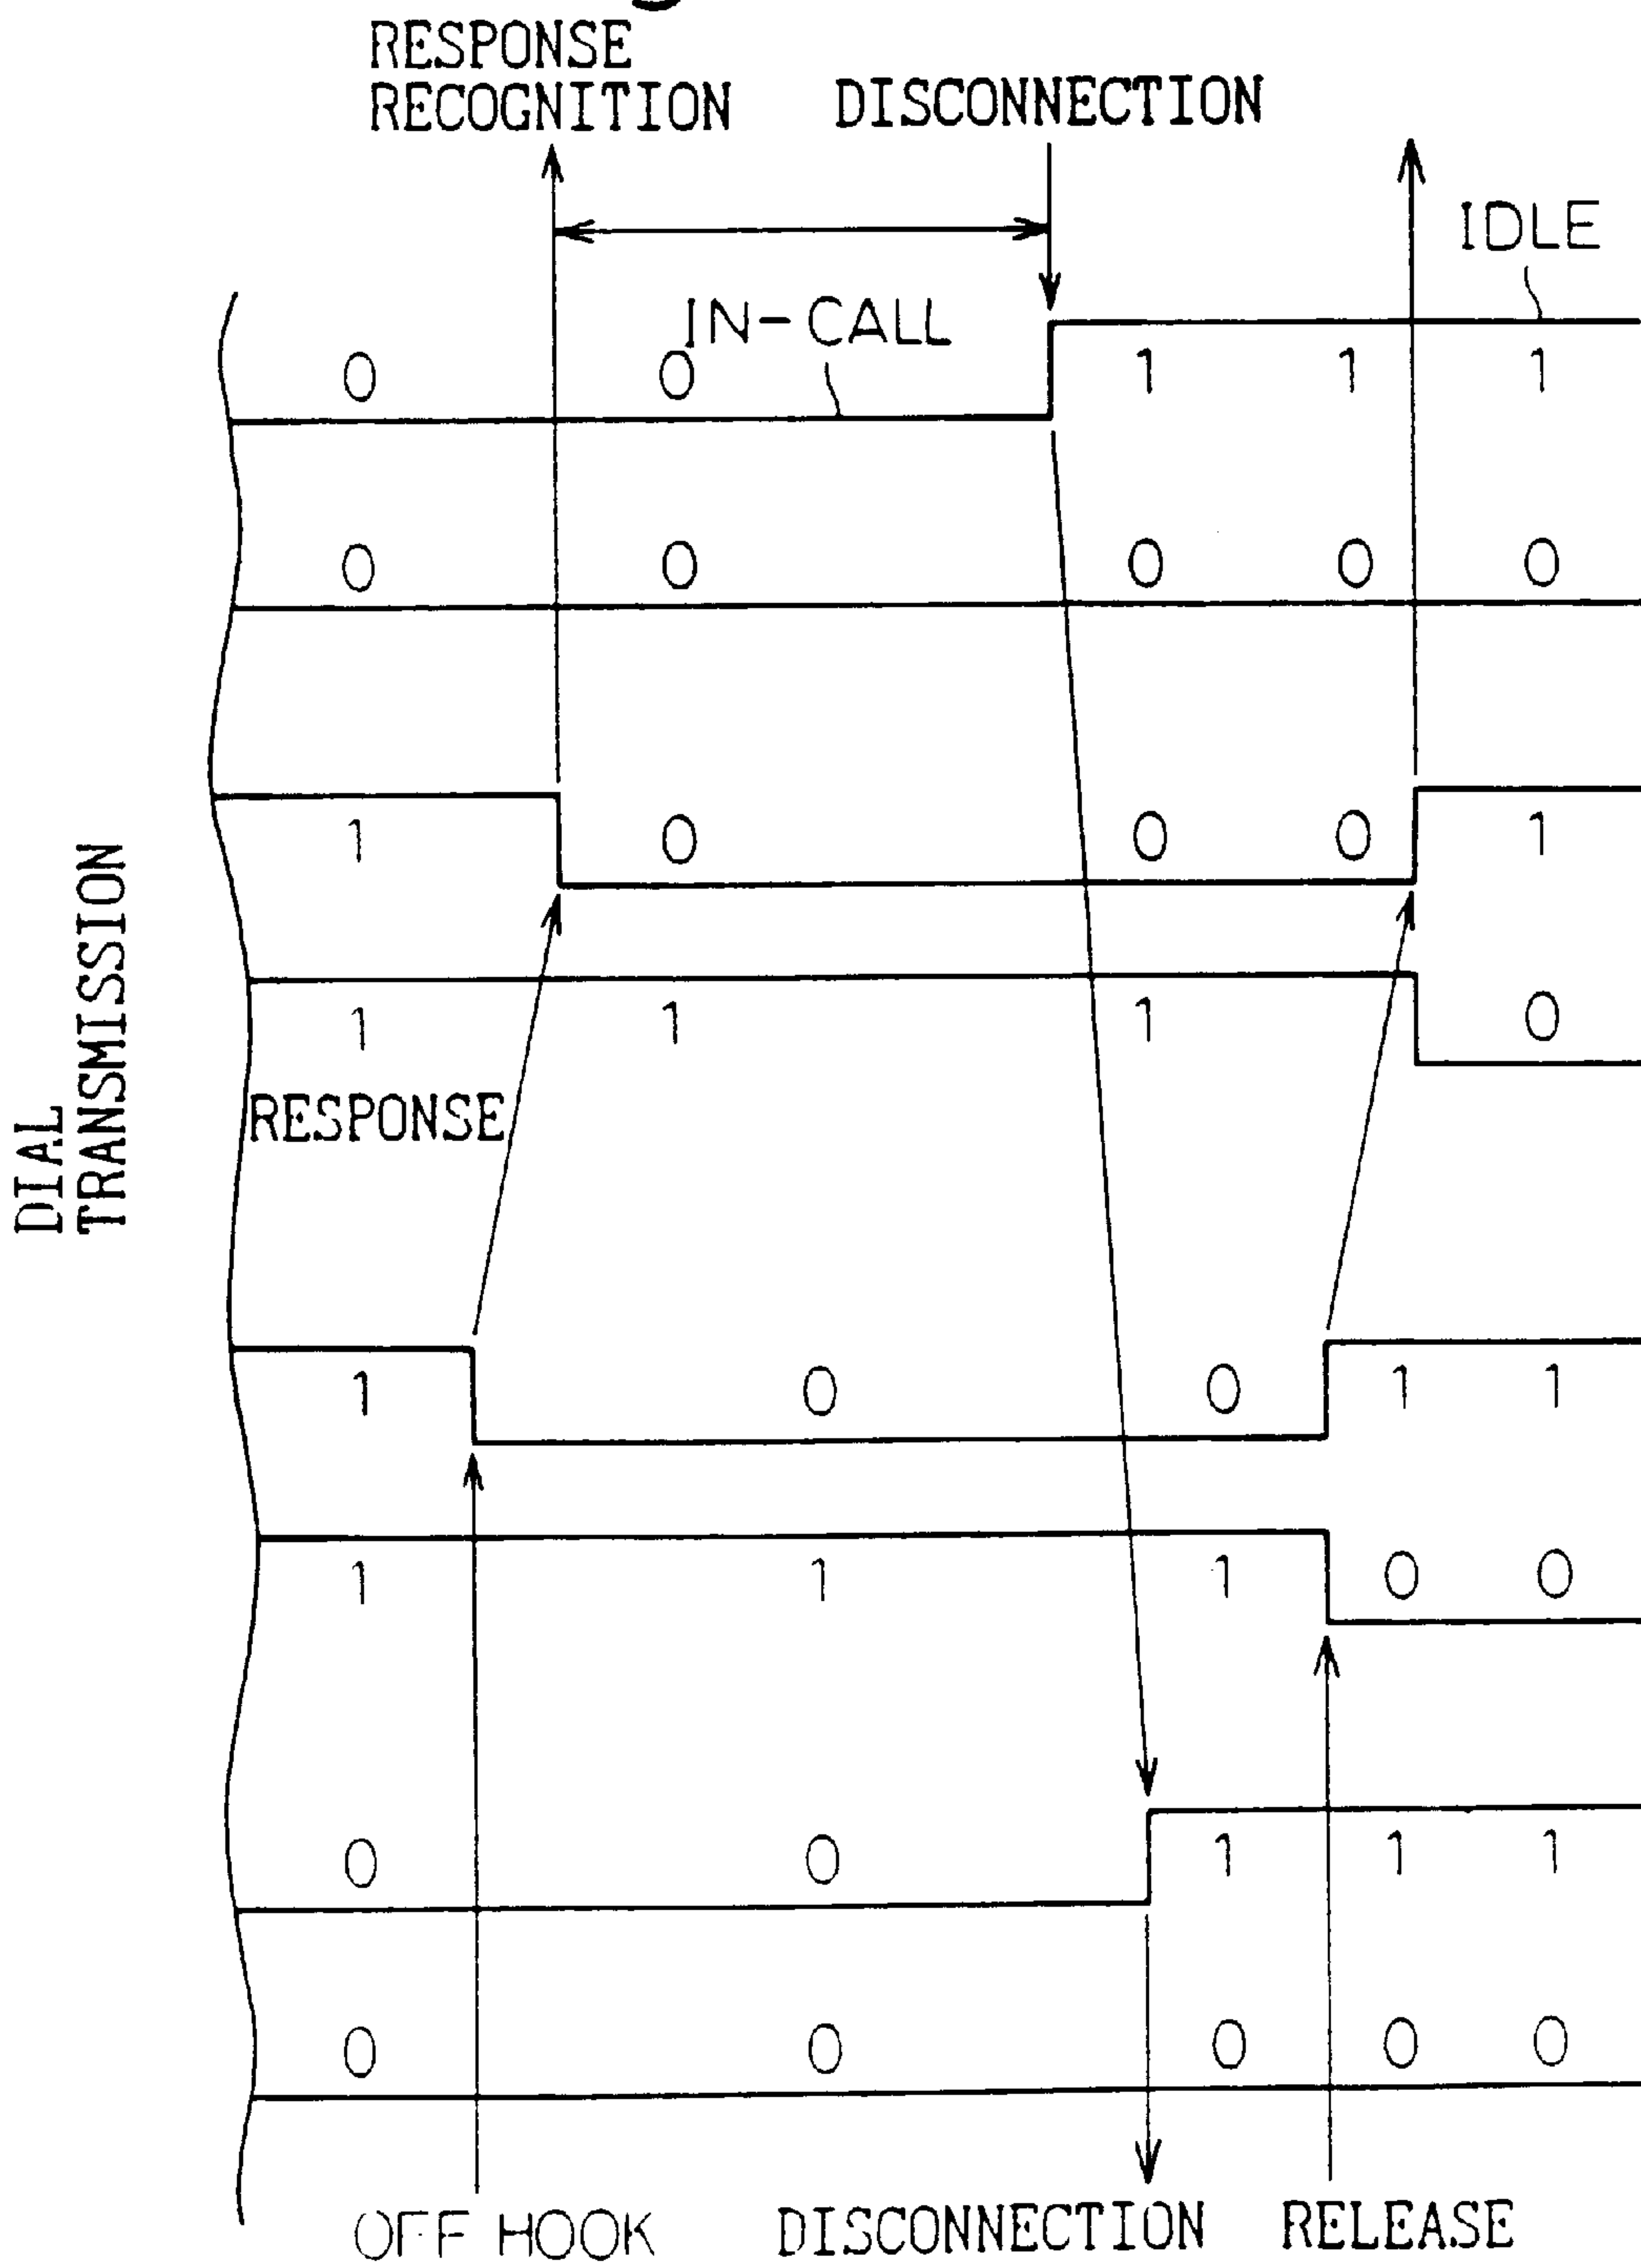 RESPONSE
RECOGNITION
DISCONNECTION
IDLE
IN-CALL
0 0 1 1 1
0 0 0 0 0
1 0 0 0 1
1 1 1 0
DIAL
TRANSMISSION
RESPONSE
1 0 0 1 1
1 1 1 0 0
0 0 1 1 1
0 0 0 0 0
OFF HOOK
DISCONNECTION
RELEASE